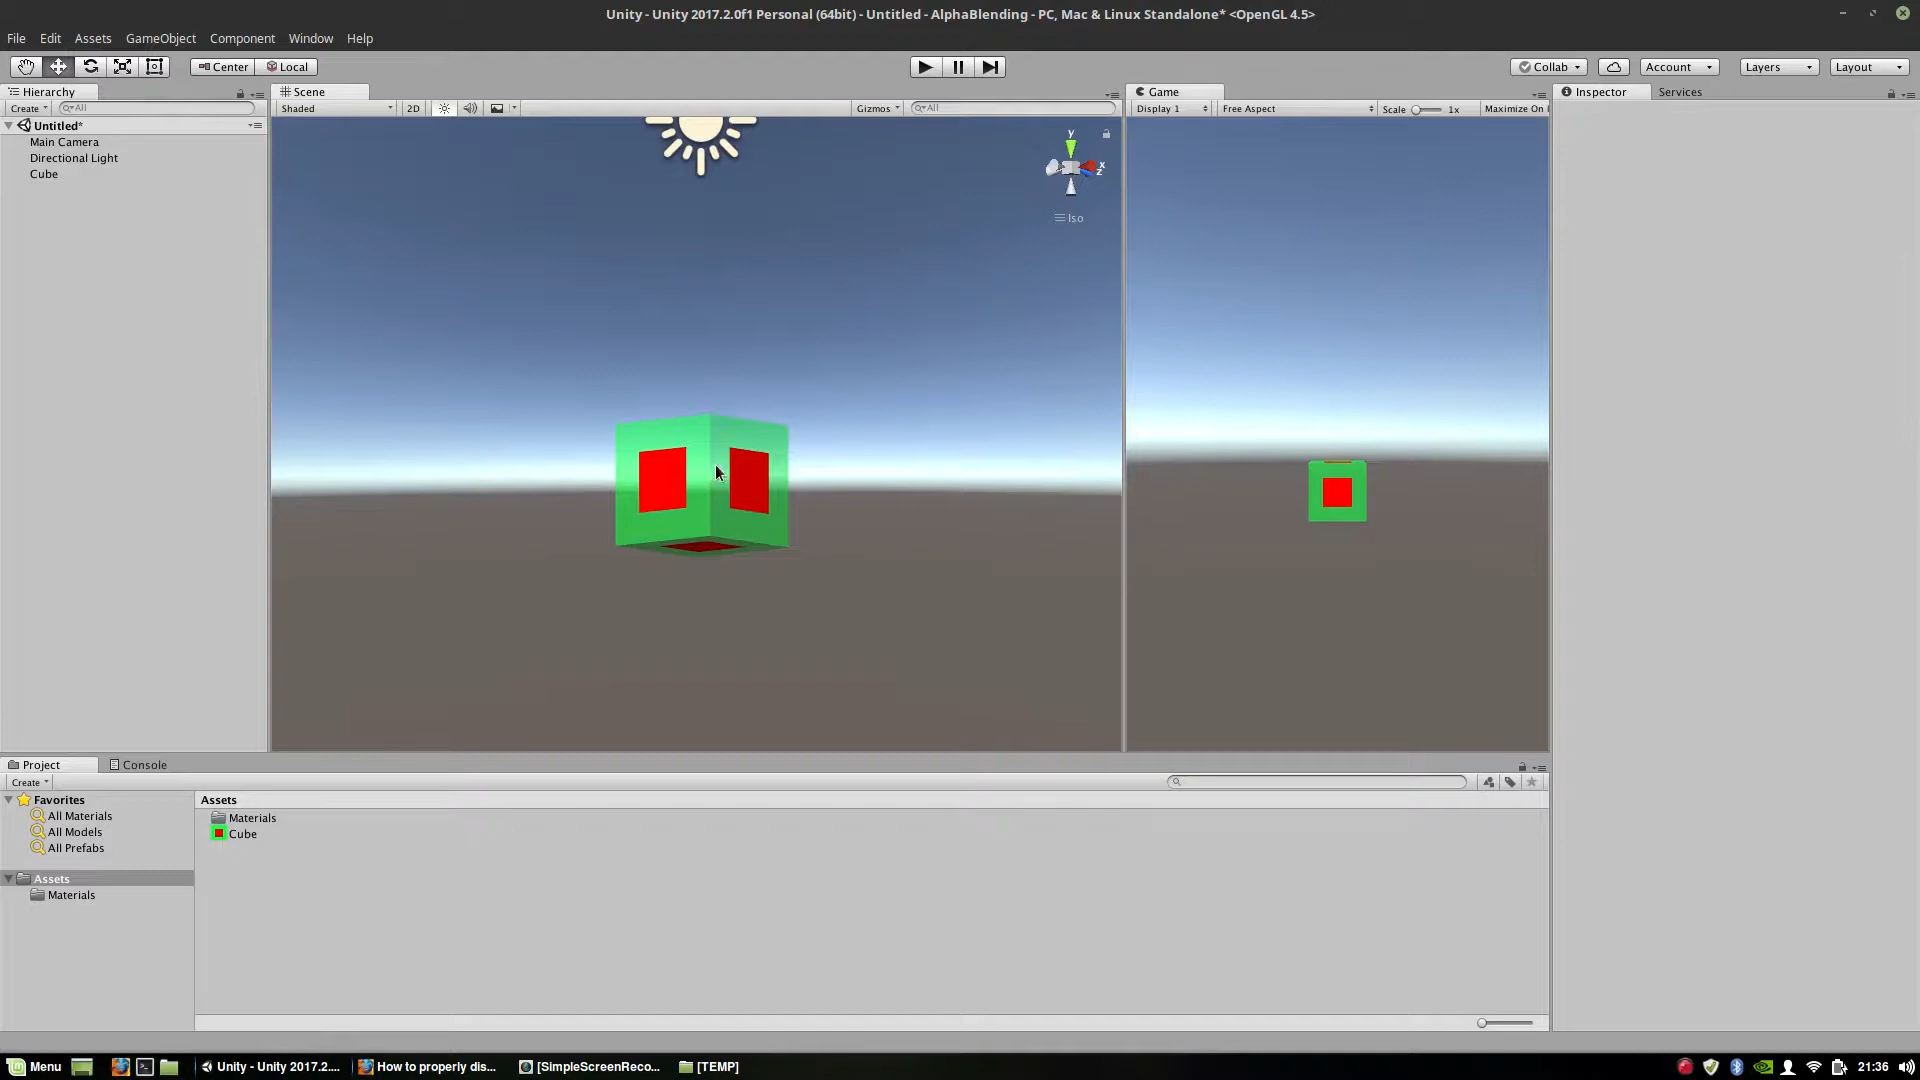 Unity - Unity 2017.2.0f1 Personal (64bit) - Untitled - AlphaBlending - PC, Mac & Linux Standalone* <OpenGL 4.5>
File Edit Assets GameObject Component Window Help
Center Local Collab Account Layers Layout
Hierarchy Scene Game Inspector Services
Create All Shaded 2D Gizmos All Display 1 Free Aspect Scale 1x Maximize On
Untitled*
Main Camera
Directional Light
Cube
y
x
z
Iso
Project Console
Create
Favorites
All Materials
All Models
All Prefabs
Assets
Materials
Assets
Materials
Cube
Menu Unity - Unity 2017.2.... How to properly dis... [SimpleScreenReco... [TEMP] 21:36